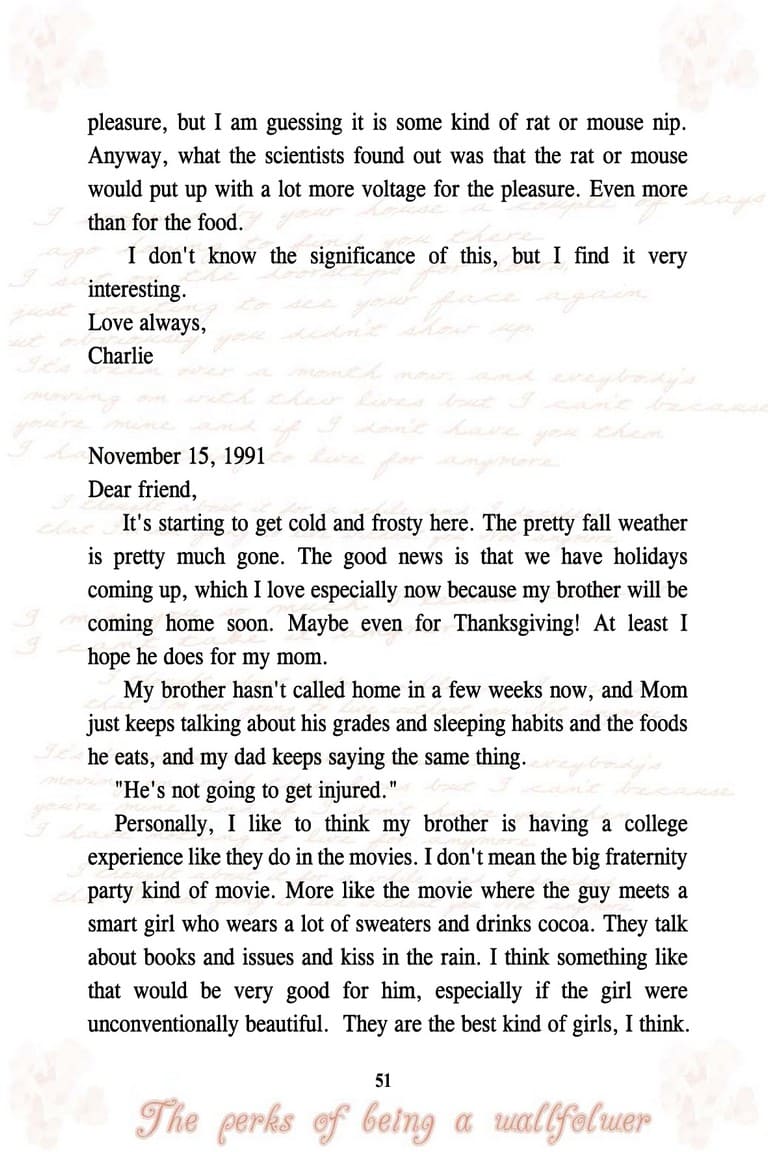 pleasure, but I am guessing it is some kind of rat or mouse nip.
Anyway, what the scientists found out was that the rat or mouse
would put up with a lot more voltage for the pleasure. Even more
than for the food.
I don't know the significance of this, but I find it very
interesting.
Love always,
Charlie
November 15, 1991
Dear friend,
It's starting to get cold and frosty here. The pretty fall weather
is pretty much gone. The good news is that we have holidays
coming up, which I love especially now because my brother will be
coming home soon. Maybe even for Thanksgiving! At least I
hope he does for my mom.
My brother hasn't called home in a few weeks now, and Mom
just keeps talking about his grades and sleeping habits and the foods
he eats, and my dad keeps saying the same thing.
"He's not going to get injured."
Personally, I like to think my brother is having a college
experience like they do in the movies. I don't mean the big fraternity
party kind of movie. More like the movie where the guy meets a
smart girl who wears a lot of sweaters and drinks cocoa. They talk
about books and issues and kiss in the rain. I think something like
that would be very good for him, especially if the girl were
unconventionally beautiful. They are the best kind of girls, I think.
51
The perks of being a wallfolwer